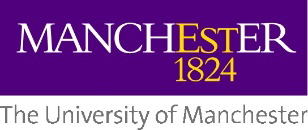 MANCHEstER
1824
The University of Manchester